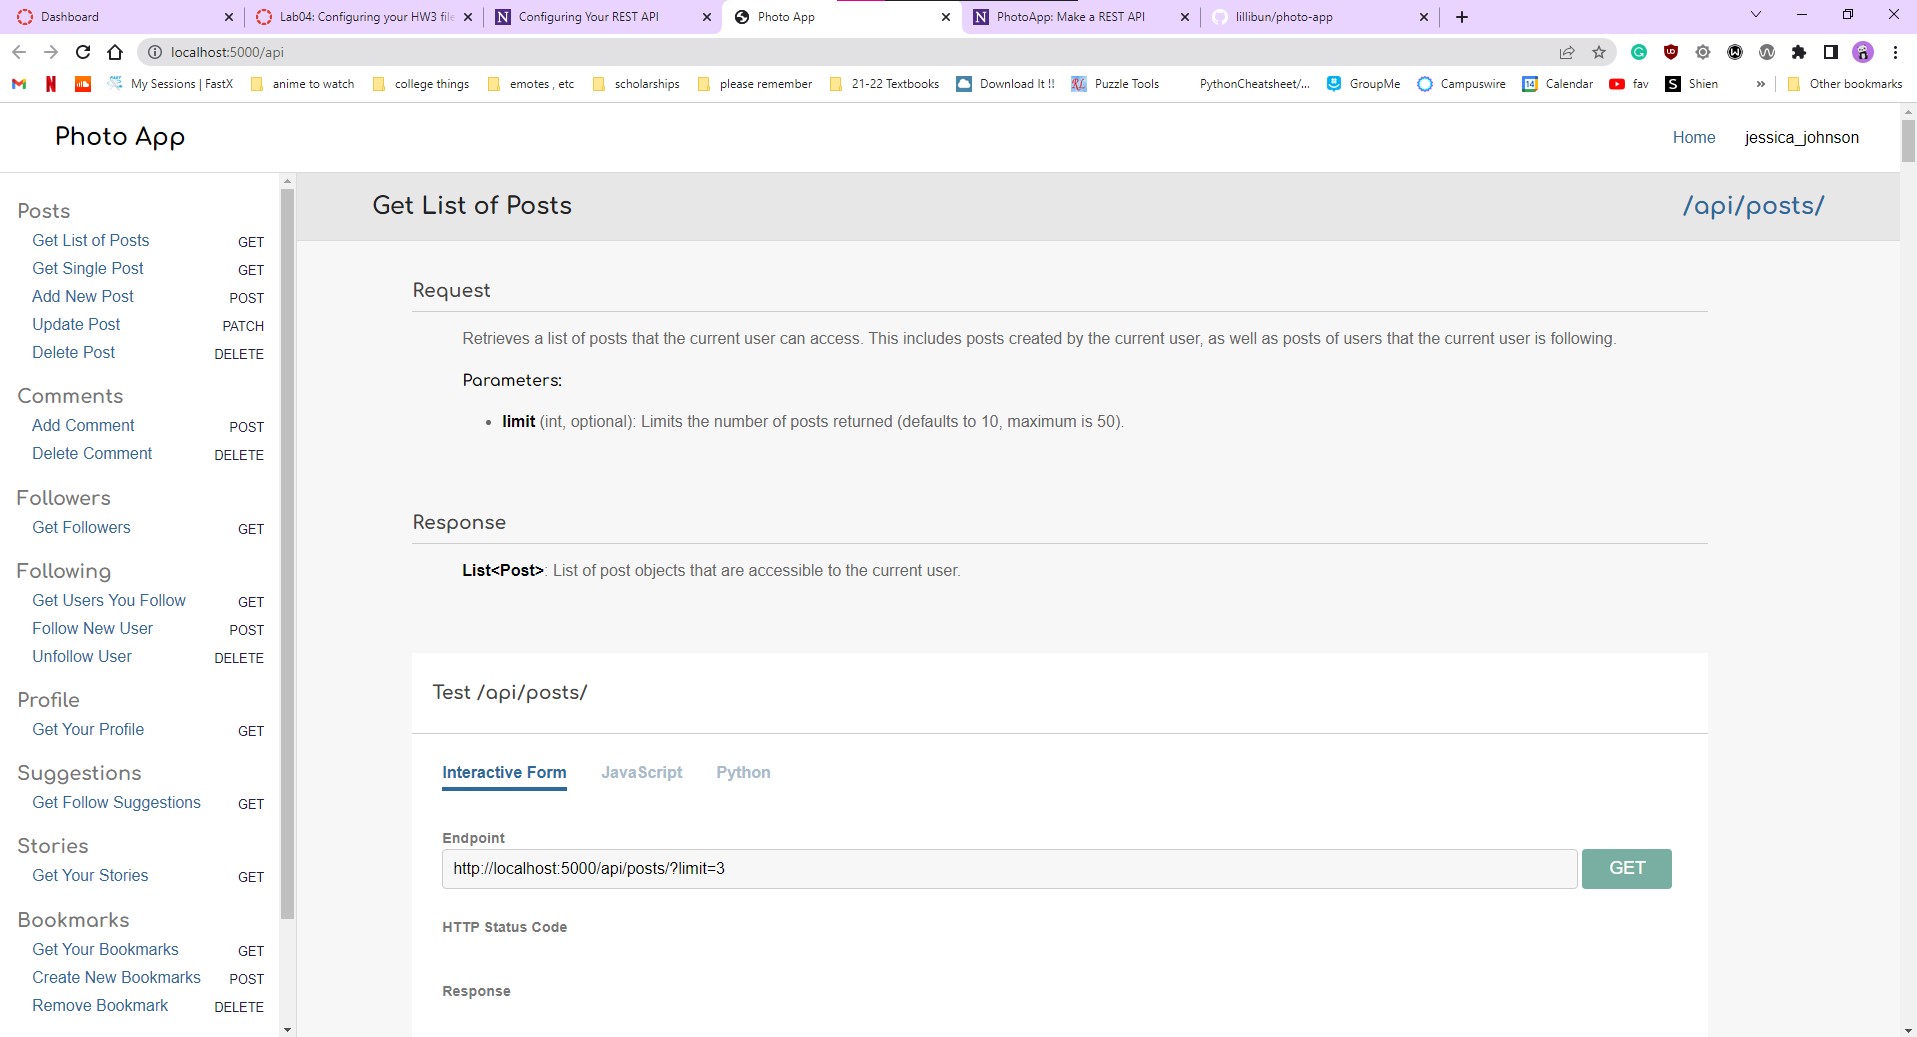 Dashboard
Lab04: Configuring your HW3 file
Configuring Your REST API
Photo App
PhotoApp: Make a REST API
lillibun/photo-app
localhost:5000/api
My Sessions | FastX
anime to watch
college things
emotes , etc
scholarships
please remember
21-22 Textbooks
Download It !!
Puzzle Tools
PythonCheatsheet/...
GroupMe
Campuswire
Calendar
fav
Shien
»
Other bookmarks
Photo App
Home
jessica_johnson
Posts
Get List of Posts GET
Get Single Post GET
Add New Post POST
Update Post PATCH
Delete Post DELETE
Comments
Add Comment POST
Delete Comment DELETE
Followers
Get Followers GET
Following
Get Users You Follow GET
Follow New User POST
Unfollow User DELETE
Profile
Get Your Profile GET
Suggestions
Get Follow Suggestions GET
Stories
Get Your Stories GET
Bookmarks
Get Your Bookmarks GET
Create New Bookmarks POST
Remove Bookmark DELETE
Get List of Posts /api/posts/
Request
Retrieves a list of posts that the current user can access. This includes posts created by the current user, as well as posts of users that the current user is following.
Parameters:
• limit (int, optional): Limits the number of posts returned (defaults to 10, maximum is 50).
Response
List<Post>: List of post objects that are accessible to the current user.
Test /api/posts/
Interactive Form JavaScript Python
Endpoint
http://localhost:5000/api/posts/?limit=3 GET
HTTP Status Code
Response